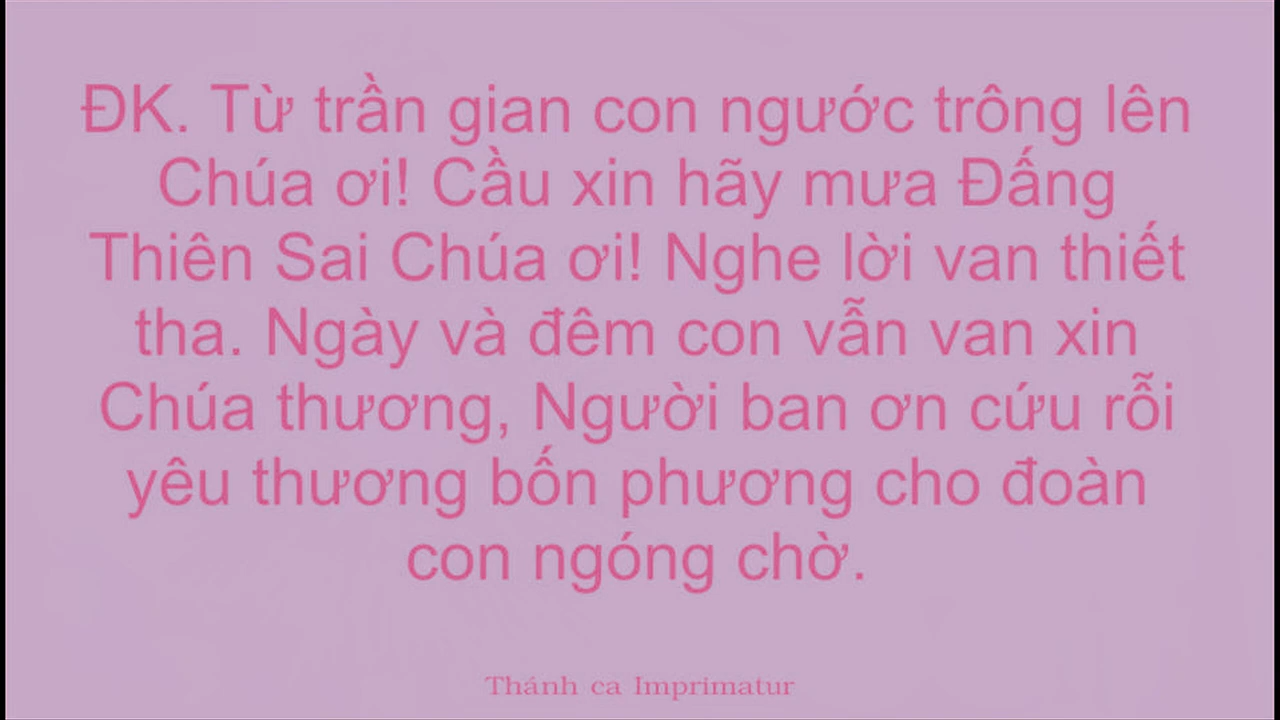 ĐK. Từ trần gian con ngước trông lên
Chúa ơi! Cầu xin hãy mưa Đấng
Thiên Sai Chúa ơi! Nghe lời van thiết
tha. Ngày và đêm con vẫn van xin
Chúa thương, Người ban ơn cứu rỗi
yêu thương bốn phương cho đoàn
con ngóng chờ.
Thánh ca Imprimatur